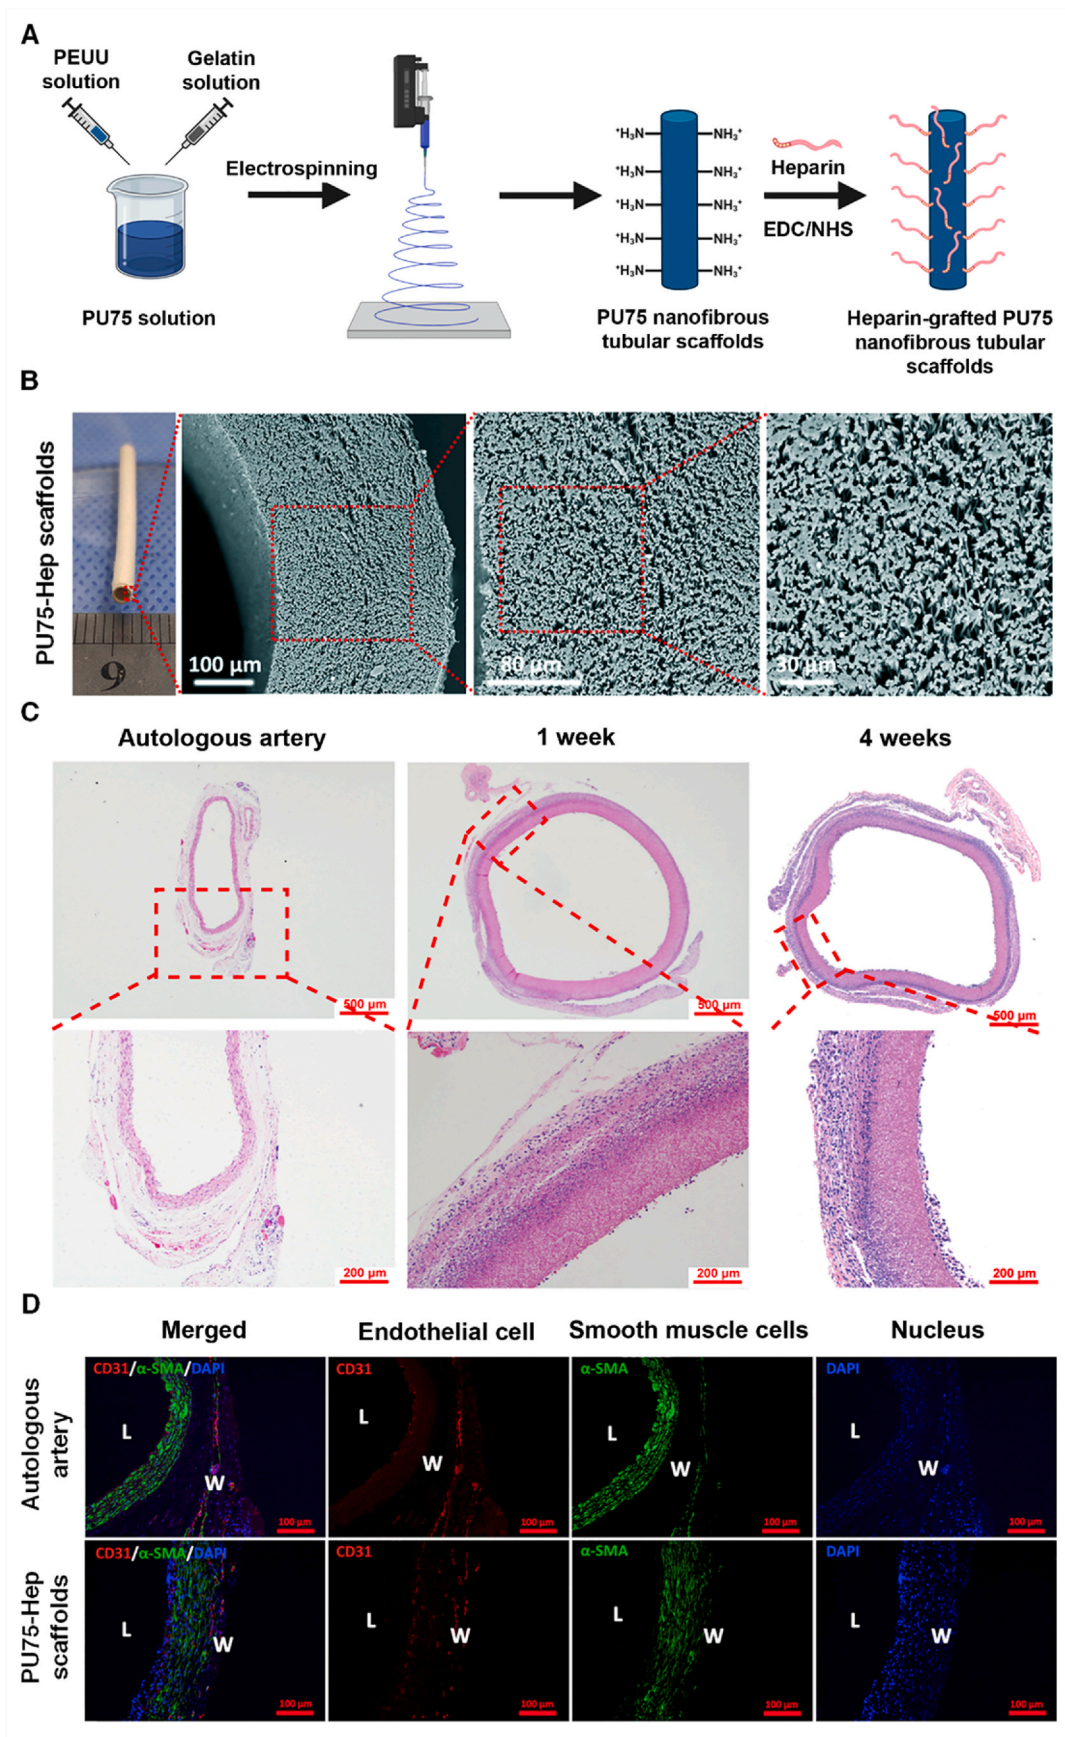 A
PEUU
solution
Gelatin
solution
Electrospinning
PU75 solution
⁺H₃N
NH₃⁺
⁺H₃N
NH₃⁺
⁺H₃N
NH₃⁺
⁺H₃N
NH₃⁺
⁺H₃N
NH₃⁺
Heparin
EDC/NHS
PU75 nanofibrous
tubular scaffolds
Heparin-grafted PU75
nanofibrous tubular
scaffolds
B
PU75-Hep scaffolds
9
100 µm
80 µm
30 µm
C
Autologous artery
1 week
4 weeks
500 µm
500 µm
500 µm
200 µm
200 µm
200 µm
D
Merged
Endothelial cell
Smooth muscle cells
Nucleus
Autologous
artery
CD31/α-SMA/DAPI
L
W
100 µm
CD31
L
W
100 µm
α-SMA
L
W
100 µm
DAPI
L
W
100 µm
PU75-Hep
scaffolds
CD31/α-SMA/DAPI
L
W
100 µm
CD31
L
W
100 µm
α-SMA
L
W
100 µm
DAPI
L
W
100 µm